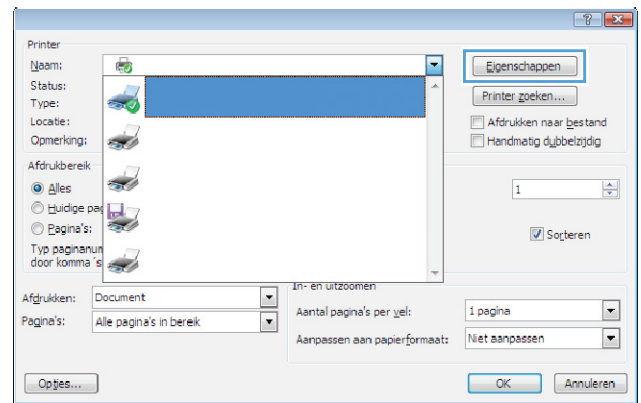 Printer
Naam:
Eigenschappen
Status:
Type:
Printer zoeken...
Locatie:
Afdrukken naar bestand
Opmerking:
Handmatig dubbelzijdig
Afdrukbereik
Alles
1
Huidige pag
Pagina's:
Sorteren
Typ paginanum
door komma´s
In- en uitzoomen
Afdrukken:
Document
Aantal pagina's per vel:
1 pagina
Pagina's:
Alle pagina's in bereik
Aanpassen aan papierformaat:
Niet aanpassen
Opties...
OK
Annuleren